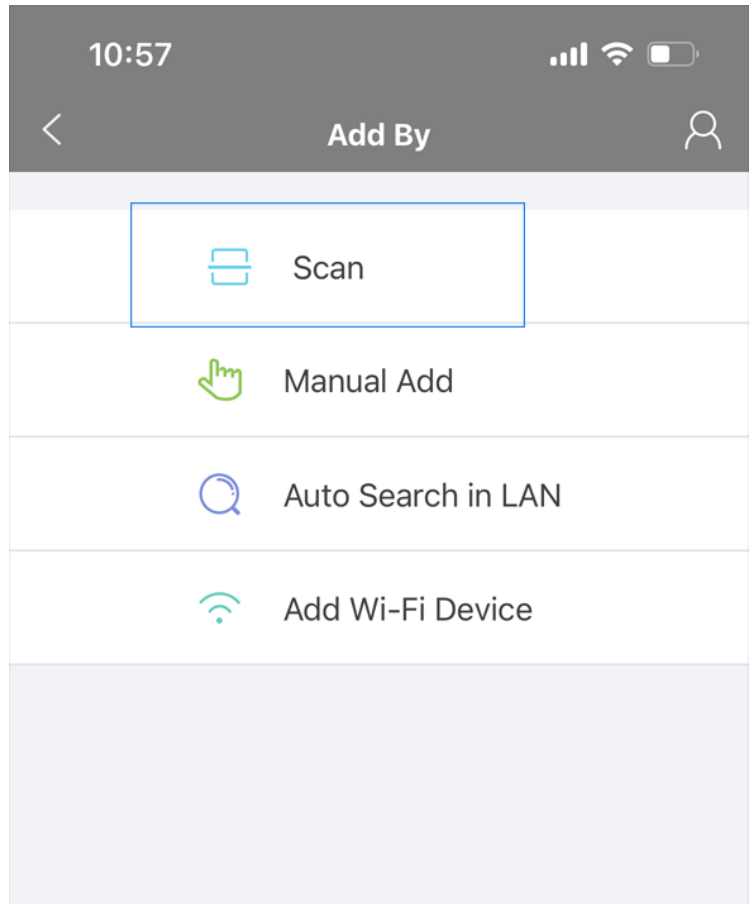 10:57
Add By
Scan
Manual Add
Auto Search in LAN
Add Wi-Fi Device